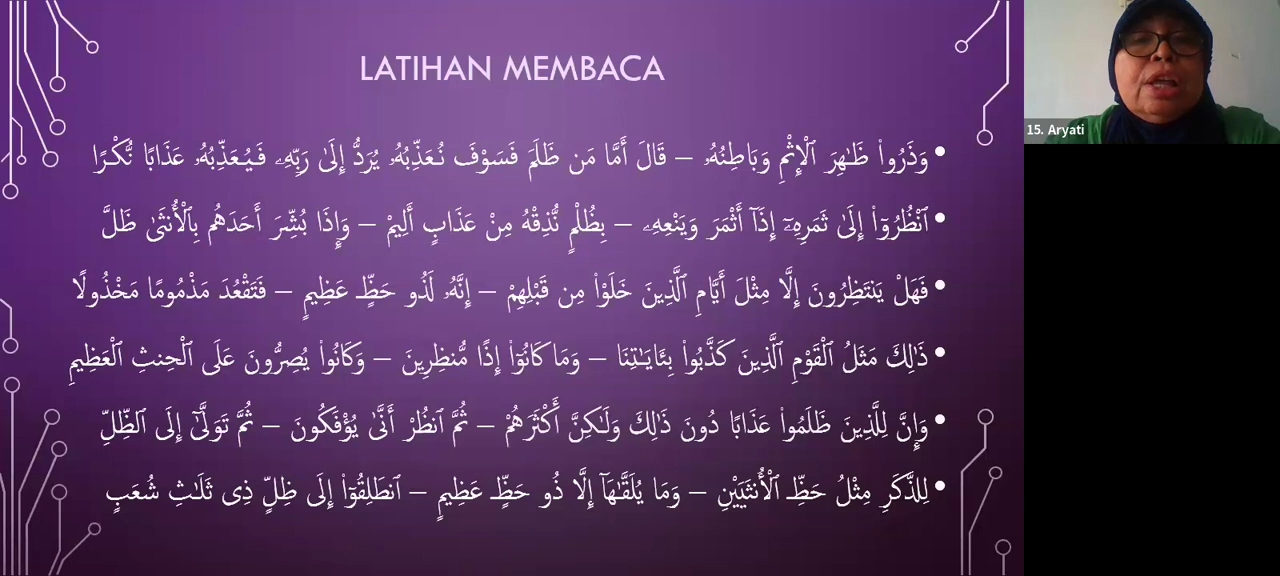 LATIHAN MEMBACA
15. Aryati
• وَذَرُوا۟ ظَـٰهِرَ ٱلْإِثْمِ وَبَاطِنَهُۥ – قَالَ أَمَّا مَن ظَلَمَ فَسَوْفَ نُعَذِّبُهُۥ يُرَدُّ إِلَىٰ رَبِّهِۦ فَيُعَذِّبُهُۥ عَذَابًا نُّكْرًا
• ٱنْظُرُوٓا۟ إِلَىٰ ثَمَرِهِۦٓ إِذَآ أَثْمَرَ وَيَنْعِهِۦ – بِظُلْمٍ نُّذِقْهُ مِنْ عَذَابٍ أَلِيمْ – وَإِذَا بُشِّرَ أَحَدَهُم بِٱلْأُنثَىٰ ظَلَّ
• فَهَلْ يَنتَظِرُونَ إِلَّا مِثْلَ أَيَّامِ ٱلَّذِينَ خَلَوْا۟ مِن قَبْلِهِمْ – إِنَّهُۥ لَذُو حَظٍّ عَظِيمٍ – فَتَقْعُدَ مَذْمُومًا مَخْذُولًا
• ذَٰلِكَ مَثَلُ ٱلْقَوْمِ ٱلَّذِينَ كَذَّبُوا۟ بِـَٔايَـٰتِنَا – وَمَا كَانُوٓا۟ إِذًا مُّنظَرِينَ – وَكَانُوا۟ يُصِرُّونَ عَلَى ٱلْحِنثِ ٱلْعَظِيمِ
• وَإِنَّ لِلَّذِينَ ظَلَمُوا۟ عَذَابًا دُونَ ذَٰلِكَ وَلَـٰكِنَّ أَكْثَرَهُمْ – ثُمَّ ٱنظُرْ أَنَّىٰ يُؤْفَكُونَ – ثُمَّ تَوَلَّىٰٓ إِلَى ٱلظِّلِّ
• لِلذَّكَرِ مِثْلُ حَظِّ ٱلْأُنثَيَيْنِ – وَمَا يُلَقَّىٰهَآ إِلَّا ذُو حَظٍّ عَظِيمٍ – ٱنطَلِقُوٓا۟ إِلَى ظِلٍّ ذِى ثَلَـٰثِ شُعَبٍ